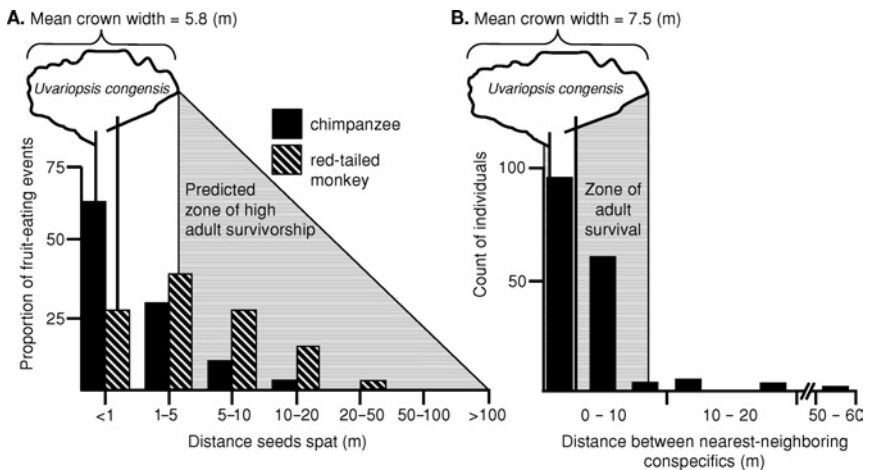 A. Mean crown width = 5.8 (m)
Uvariopsis congensis
chimpanzee
red-tailed
monkey
Predicted
zone of high
adult survivorship
Proportion of fruit-eating events
75
50
25
<1 1-5 5-10 10-20 20-50 50-100 >100
Distance seeds spat (m)
B. Mean crown width = 7.5 (m)
Uvariopsis congensis
Zone of
adult
survival
Count of individuals
100
50
0 – 10 10 – 20 50 – 60
Distance between nearest-neighboring
conspecifics (m)